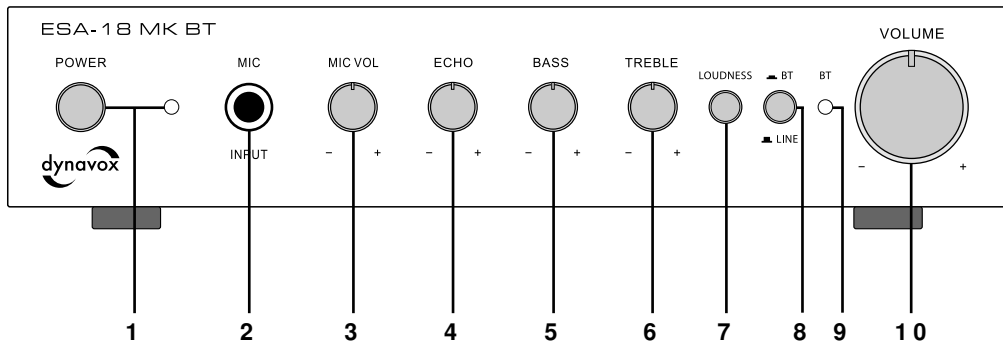 ESA-18 MK BT
POWER MIC MIC VOL ECHO BASS TREBLE LOUDNESS BT BT VOLUME
INPUT LINE
dynavox
- + - + - + - + - +
1 2 3 4 5 6 7 8 9 10